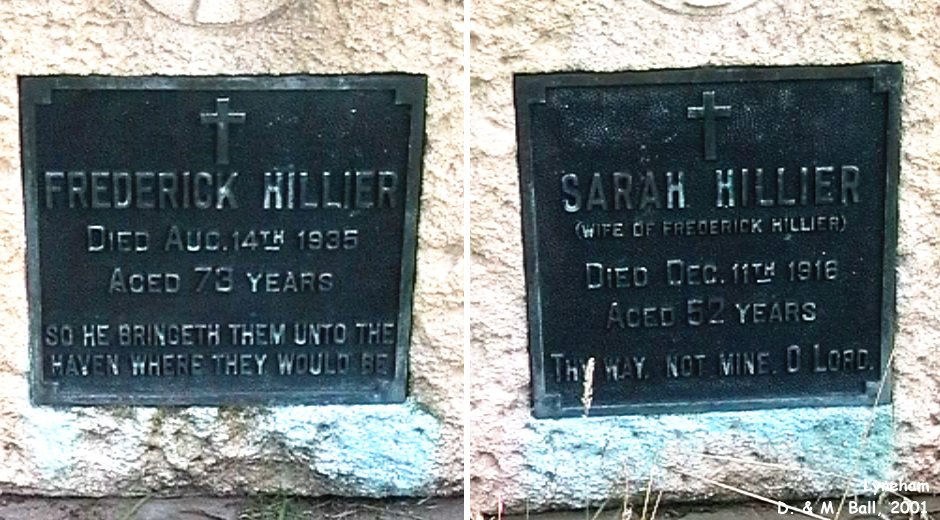 FREDERICK HILLIER
DIED AUG. 14TH 1935
AGED 73 YEARS
SO HE BRINGETH THEM UNTO THE
HAVEN WHERE THEY WOULD BE
SARAH HILLIER
(WIFE OF FREDERICK HILLIER)
DIED DEC. 11TH 1916
AGED 52 YEARS
THY WAY, NOT MINE, O LORD.
Lyneham
D. & M. Ball, 2001